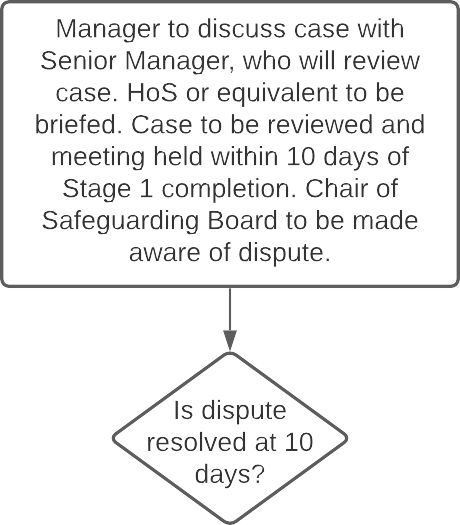 Manager to discuss case with
Senior Manager, who will review
case. HoS or equivalent to be
briefed. Case to be reviewed and
meeting held within 10 days of
Stage 1 completion. Chair of
Safeguarding Board to be made
aware of dispute.
Is dispute
resolved at 10
days?